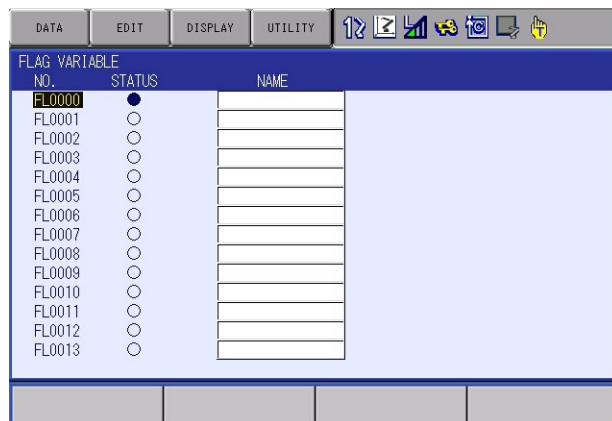 DATA EDIT DISPLAY UTILITY
FLAG VARIABLE
NO. STATUS NAME
FL0000
FL0001
FL0002
FL0003
FL0004
FL0005
FL0006
FL0007
FL0008
FL0009
FL0010
FL0011
FL0012
FL0013